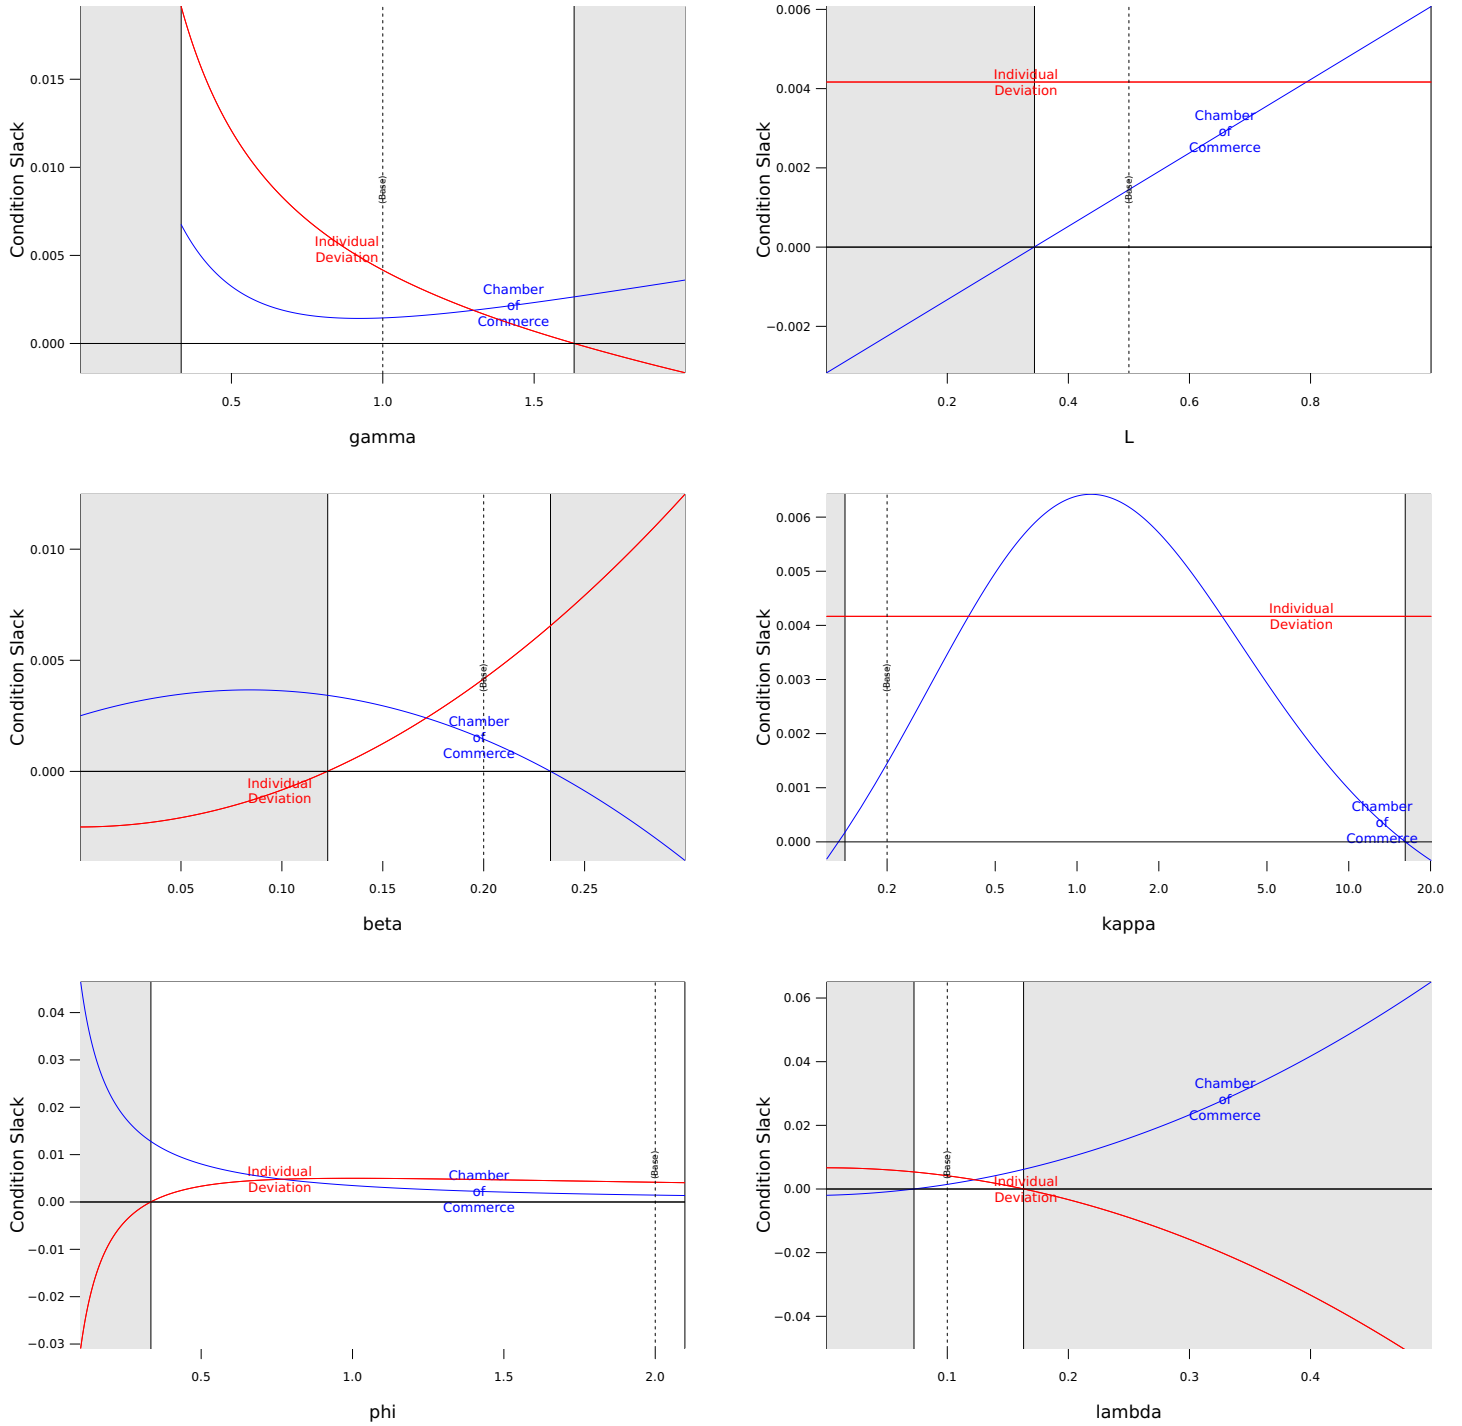 Condition Slack
0.015
0.010
0.005
0.000
Individual
Deviation
(Base)
Chamber
of
Commerce
0.5
1.0
1.5
gamma
Condition Slack
0.006
0.004
0.002
0.000
−0.002
Individual
Deviation
(Base)
Chamber
of
Commerce
0.2
0.4
0.6
0.8
L
Condition Slack
0.010
0.005
0.000
Individual
Deviation
(Base)
Chamber
of
Commerce
0.05
0.10
0.15
0.20
0.25
beta
Condition Slack
0.006
0.005
0.004
0.003
0.002
0.001
0.000
(Base)
Individual
Deviation
Chamber
of
Commerce
0.2
0.5
1.0
2.0
5.0
10.0
20.0
kappa
Condition Slack
0.04
0.03
0.02
0.01
0.00
−0.01
−0.02
−0.03
Individual
Deviation
Chamber
of
Commerce
(Base)
0.5
1.0
1.5
2.0
phi
Condition Slack
0.06
0.04
0.02
0.00
−0.02
−0.04
(Base)
Individual
Deviation
Chamber
of
Commerce
0.1
0.2
0.3
0.4
lambda